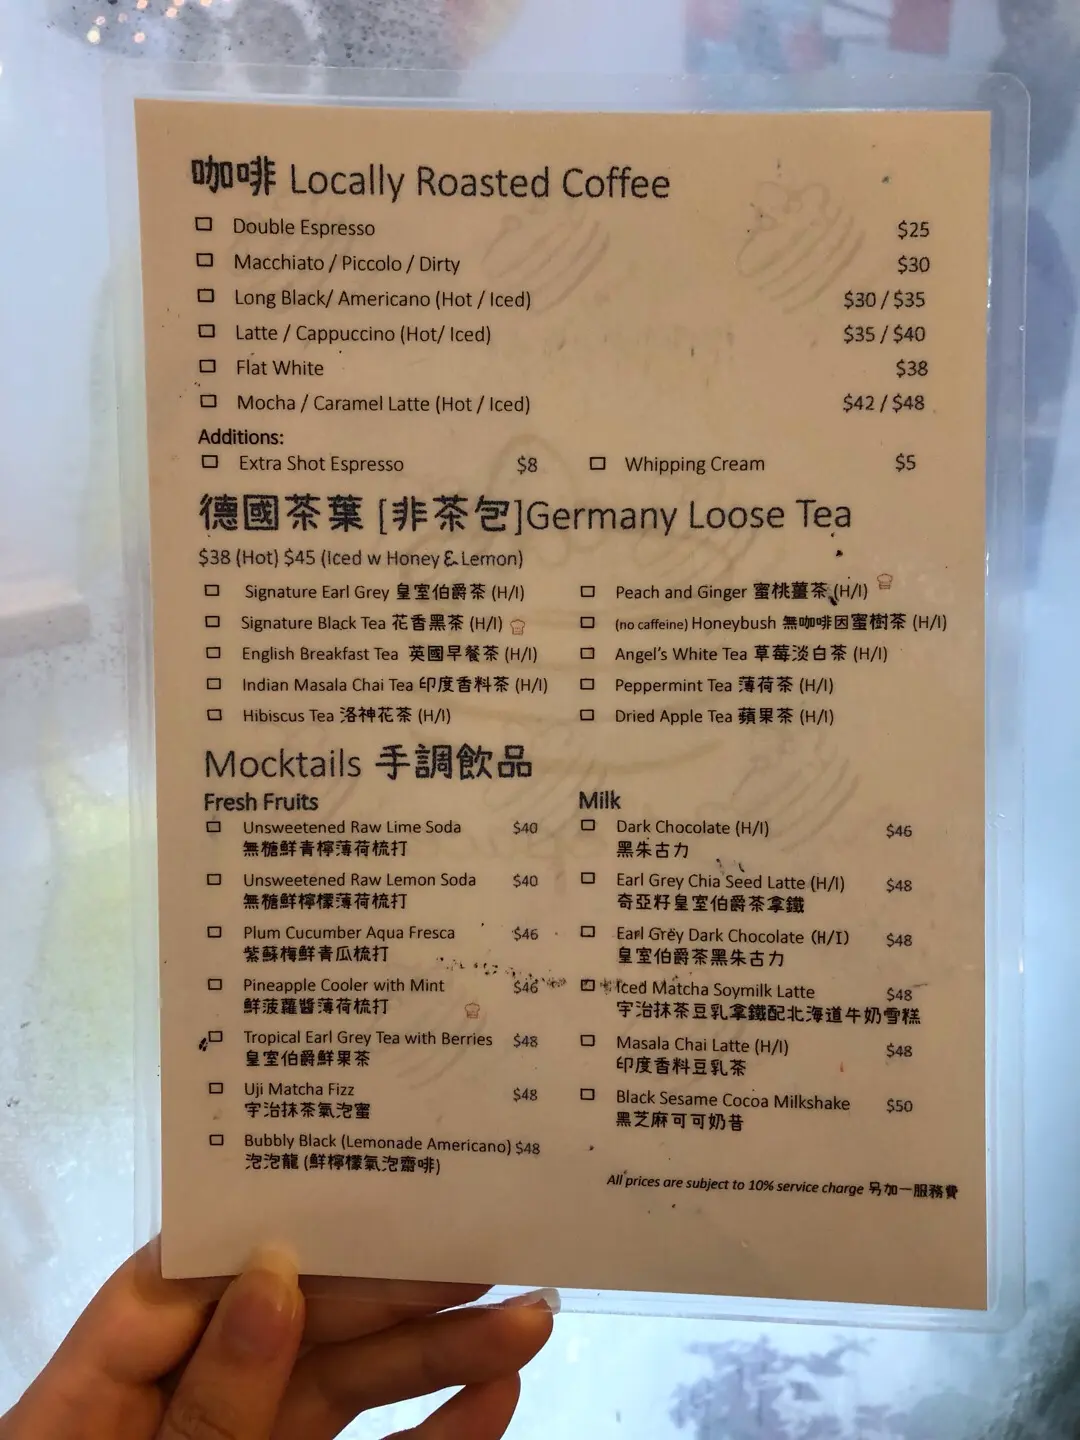 咖啡 Locally Roasted Coffee
Double Espresso $25
Macchiato / Piccolo / Dirty $30
Long Black/ Americano (Hot / Iced) $30 / $35
Latte / Cappuccino (Hot/ Iced) $35 / $40
Flat White $38
Mocha / Caramel Latte (Hot / Iced) $42 / $48
Additions:
Extra Shot Espresso $8 Whipping Cream $5
德國茶葉 [非茶包]Germany Loose Tea
$38 (Hot) $45 (Iced w Honey & Lemon)
Signature Earl Grey 皇室伯爵茶 (H/I) Peach and Ginger 蜜桃薑茶 (H/I)
Signature Black Tea 花香黑茶 (H/I) (no caffeine) Honeybush 無咖啡因蜜樹茶 (H/I)
English Breakfast Tea 英國早餐茶 (H/I) Angel's White Tea 草莓淡白茶 (H/I)
Indian Masala Chai Tea 印度香料茶 (H/I) Peppermint Tea 薄荷茶 (H/I)
Hibiscus Tea 洛神花茶 (H/I) Dried Apple Tea 蘋果茶 (H/I)
Mocktails 手調飲品
Fresh Fruits
Unsweetened Raw Lime Soda $40
無糖鮮青檸薄荷梳打
Unsweetened Raw Lemon Soda $40
無糖鮮檸檬薄荷梳打
Plum Cucumber Aqua Fresca $46
紫蘇梅鮮青瓜梳打
Pineapple Cooler with Mint $46
鮮菠蘿醬薄荷梳打
Tropical Earl Grey Tea with Berries $48
皇室伯爵鮮果茶
Uji Matcha Fizz $48
宇治抹茶氣泡蜜
Bubbly Black (Lemonade Americano) $48
泡泡龍 (鮮檸檬氣泡齋啡)
Milk
Dark Chocolate (H/I) $46
黑朱古力
Earl Grey Chia Seed Latte (H/I) $48
奇亞籽皇室伯爵茶拿鐵
Earl Grey Dark Chocolate (H/I) $48
皇室伯爵茶黑朱古力
Iced Matcha Soymilk Latte $48
宇治抹茶豆乳拿鐵配北海道牛奶雪糕
Masala Chai Latte (H/I) $48
印度香料豆乳茶
Black Sesame Cocoa Milkshake $50
黑芝麻可可奶昔
All prices are subject to 10% service charge 另加一服務費